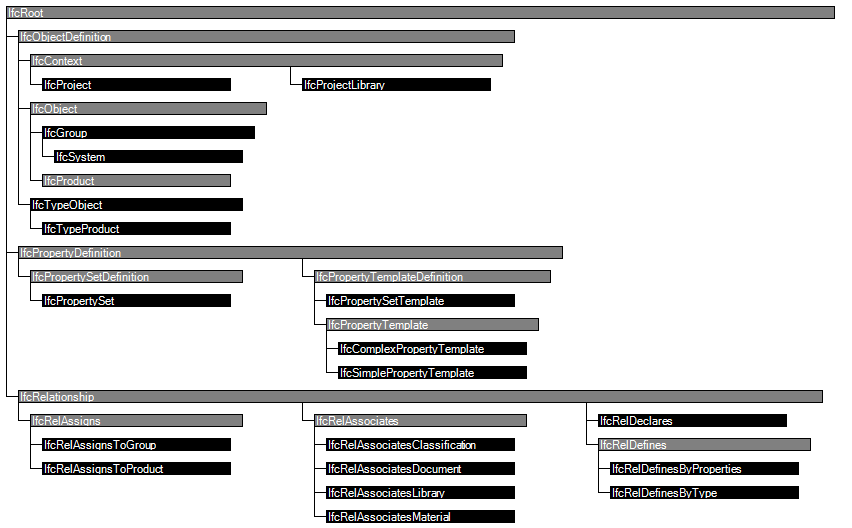 IfcRoot
IfcObjectDefinition
IfcContext
IfcProject
IfcProjectLibrary
IfcObject
IfcGroup
IfcSystem
IfcProduct
IfcTypeObject
IfcTypeProduct
IfcPropertyDefinition
IfcPropertySetDefinition
IfcPropertyTemplateDefinition
IfcPropertySet
IfcPropertySetTemplate
IfcPropertyTemplate
IfcComplexPropertyTemplate
IfcSimplePropertyTemplate
IfcRelationship
IfcRelAssigns
IfcRelAssociates
IfcRelDeclares
IfcRelAssignsToGroup
IfcRelAssociatesClassification
IfcRelDefines
IfcRelAssignsToProduct
IfcRelAssociatesDocument
IfcRelDefinesByProperties
IfcRelAssociatesLibrary
IfcRelDefinesByType
IfcRelAssociatesMaterial